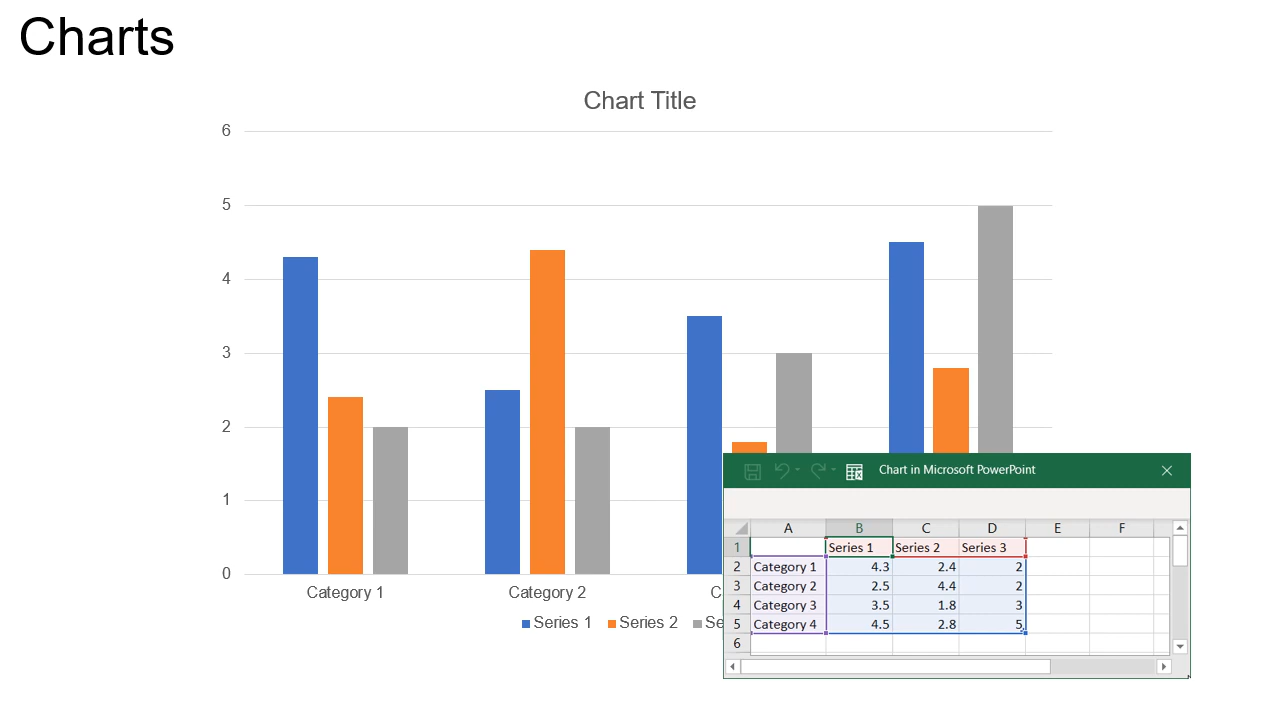 Charts
Chart Title
6
5
4
3
2
1
0
Category 1 Category 2 C
Series 1 Series 2 Se
Chart in Microsoft PowerPoint
A B C D E F
1 Series 1 Series 2 Series 3
2 Category 1 4.3 2.4 2
3 Category 2 2.5 4.4 2
4 Category 3 3.5 1.8 3
5 Category 4 4.5 2.8 5
6